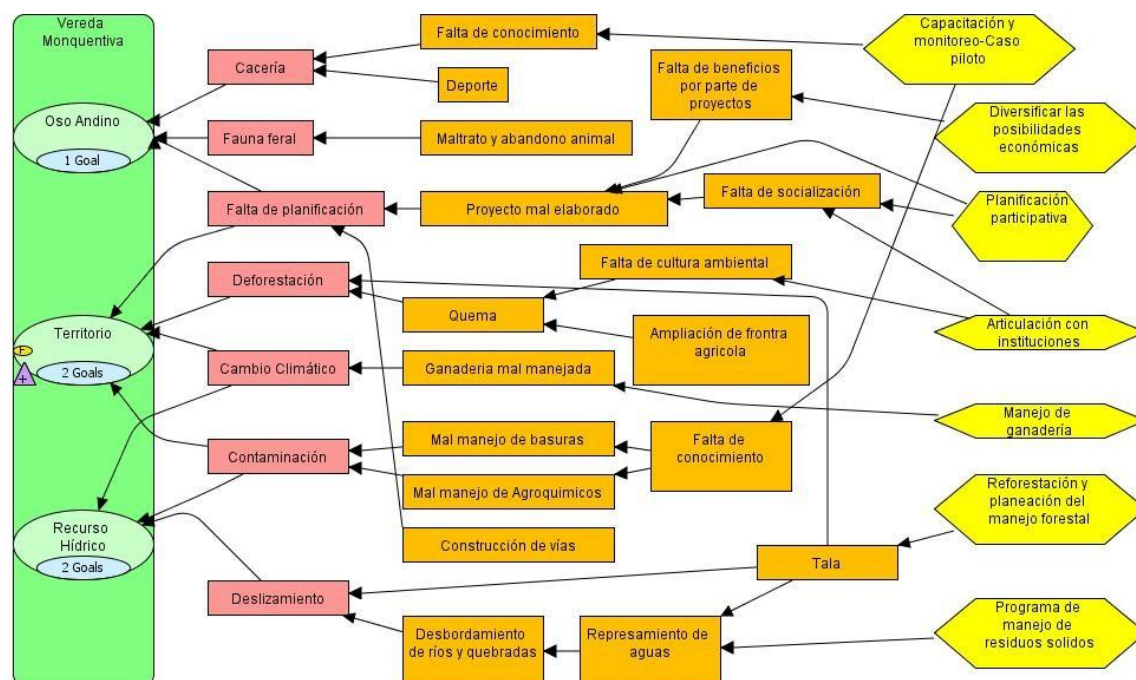 Vereda
Monquentiva
Oso Andino
1 Goal
Territorio
F
+
2 Goals
Recurso
Hídrico
2 Goals
Cacería
Fauna feral
Falta de planificación
Deforestación
Cambio Climático
Contaminación
Deslizamiento
Falta de conocimiento
Deporte
Maltrato y abandono animal
Proyecto mal elaborado
Quema
Ganaderia mal manejada
Mal manejo de basuras
Mal manejo de Agroquimicos
Construcción de vías
Desbordamiento
de ríos y quebradas
Falta de beneficios
por parte de
proyectos
Falta de socialización
Falta de cultura ambiental
Ampliación de frontra
agricola
Falta de
conocimiento
Tala
Represamiento de
aguas
Capacitación y
monitoreo-Caso
piloto
Diversificar las
posibilidades
económicas
Planificación
participativa
Articulación con
instituciones
Manejo de
ganadería
Reforestación y
planeación del
manejo forestal
Programa de
manejo de
residuos solidos